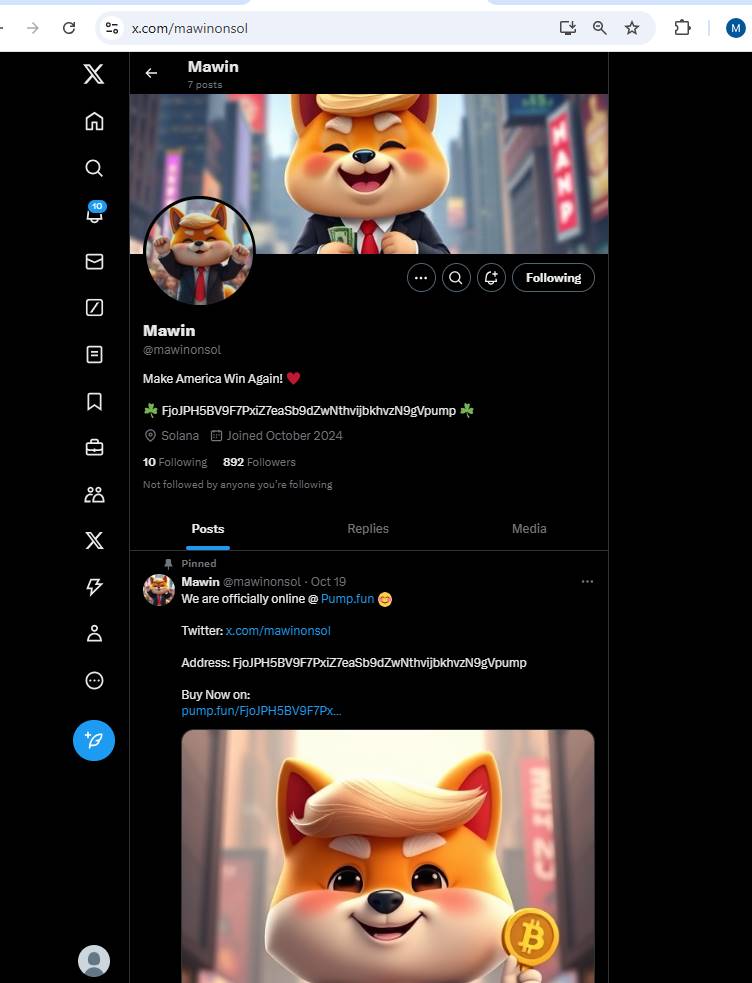 x.com/mawinonsol
M
Mawin
7 posts
10
Following
Mawin
@mawinonsol
Make America Win Again! ♥️
☘️ FjoJPH5BV9F7PxiZ7eaSb9dZwNthvijbkhvzN9gVpump ☘️
Solana Joined October 2024
10 Following 892 Followers
Not followed by anyone you're following
Posts Replies Media
Pinned
Mawin @mawinonsol · Oct 19
We are officially online @ Pump.fun 😊
Twitter: x.com/mawinonsol
Address: FjoJPH5BV9F7PxiZ7eaSb9dZwNthvijbkhvzN9gVpump
Buy Now on:
pump.fun/FjoJPH5BV9F7Px...